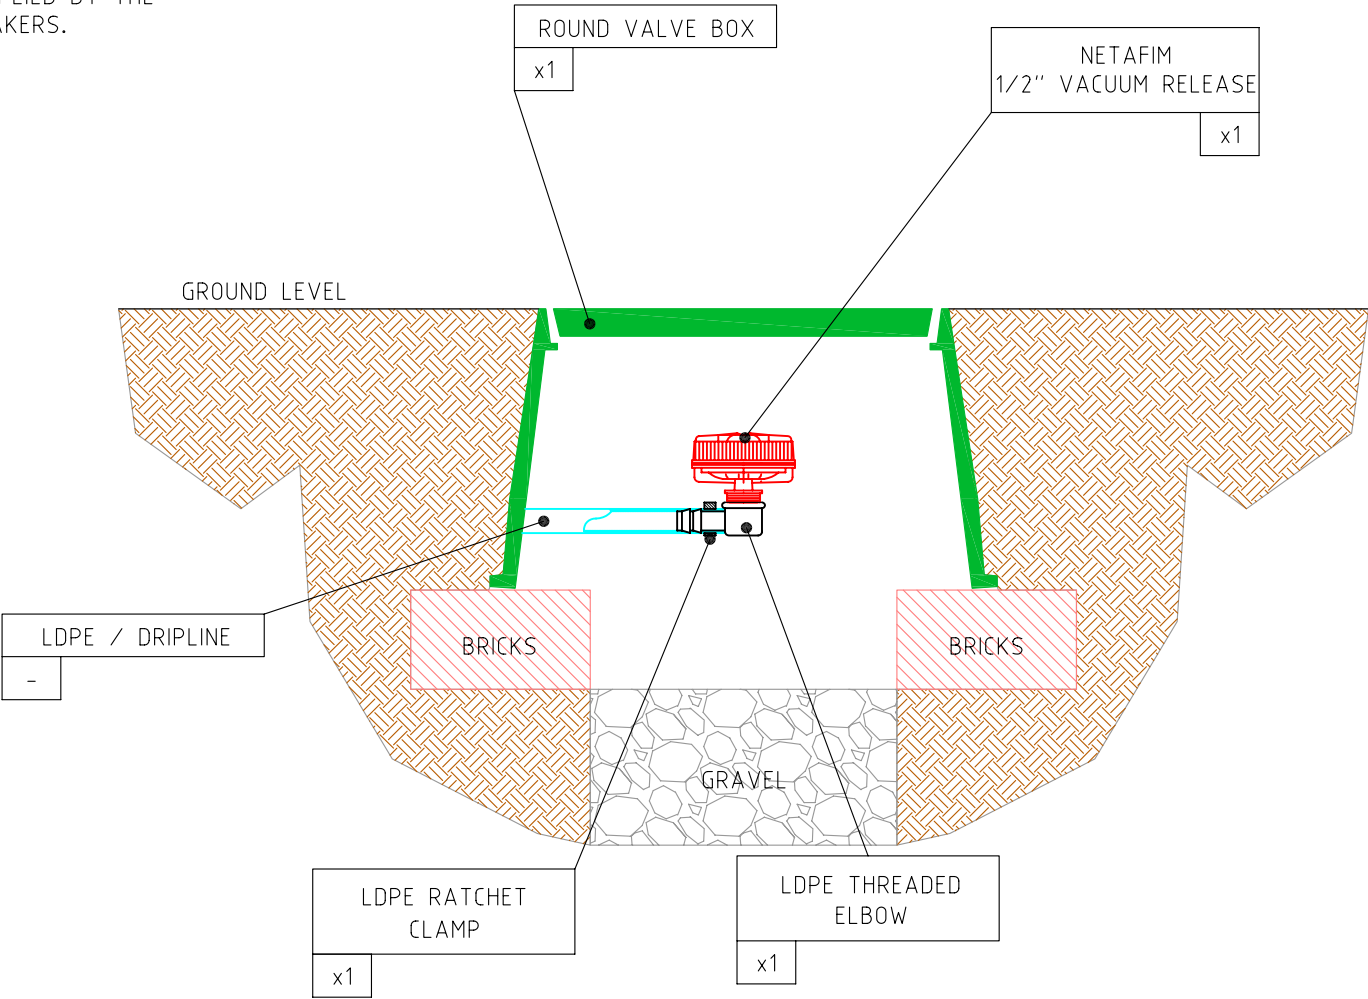 AKERS.
ROUND VALVE BOX
x1
NETAFIM
1/2" VACUUM RELEASE
x1
GROUND LEVEL
LDPE / DRIPLINE
-
BRICKS
BRICKS
GRAVEL
LDPE RATCHET
CLAMP
x1
LDPE THREADED
ELBOW
x1